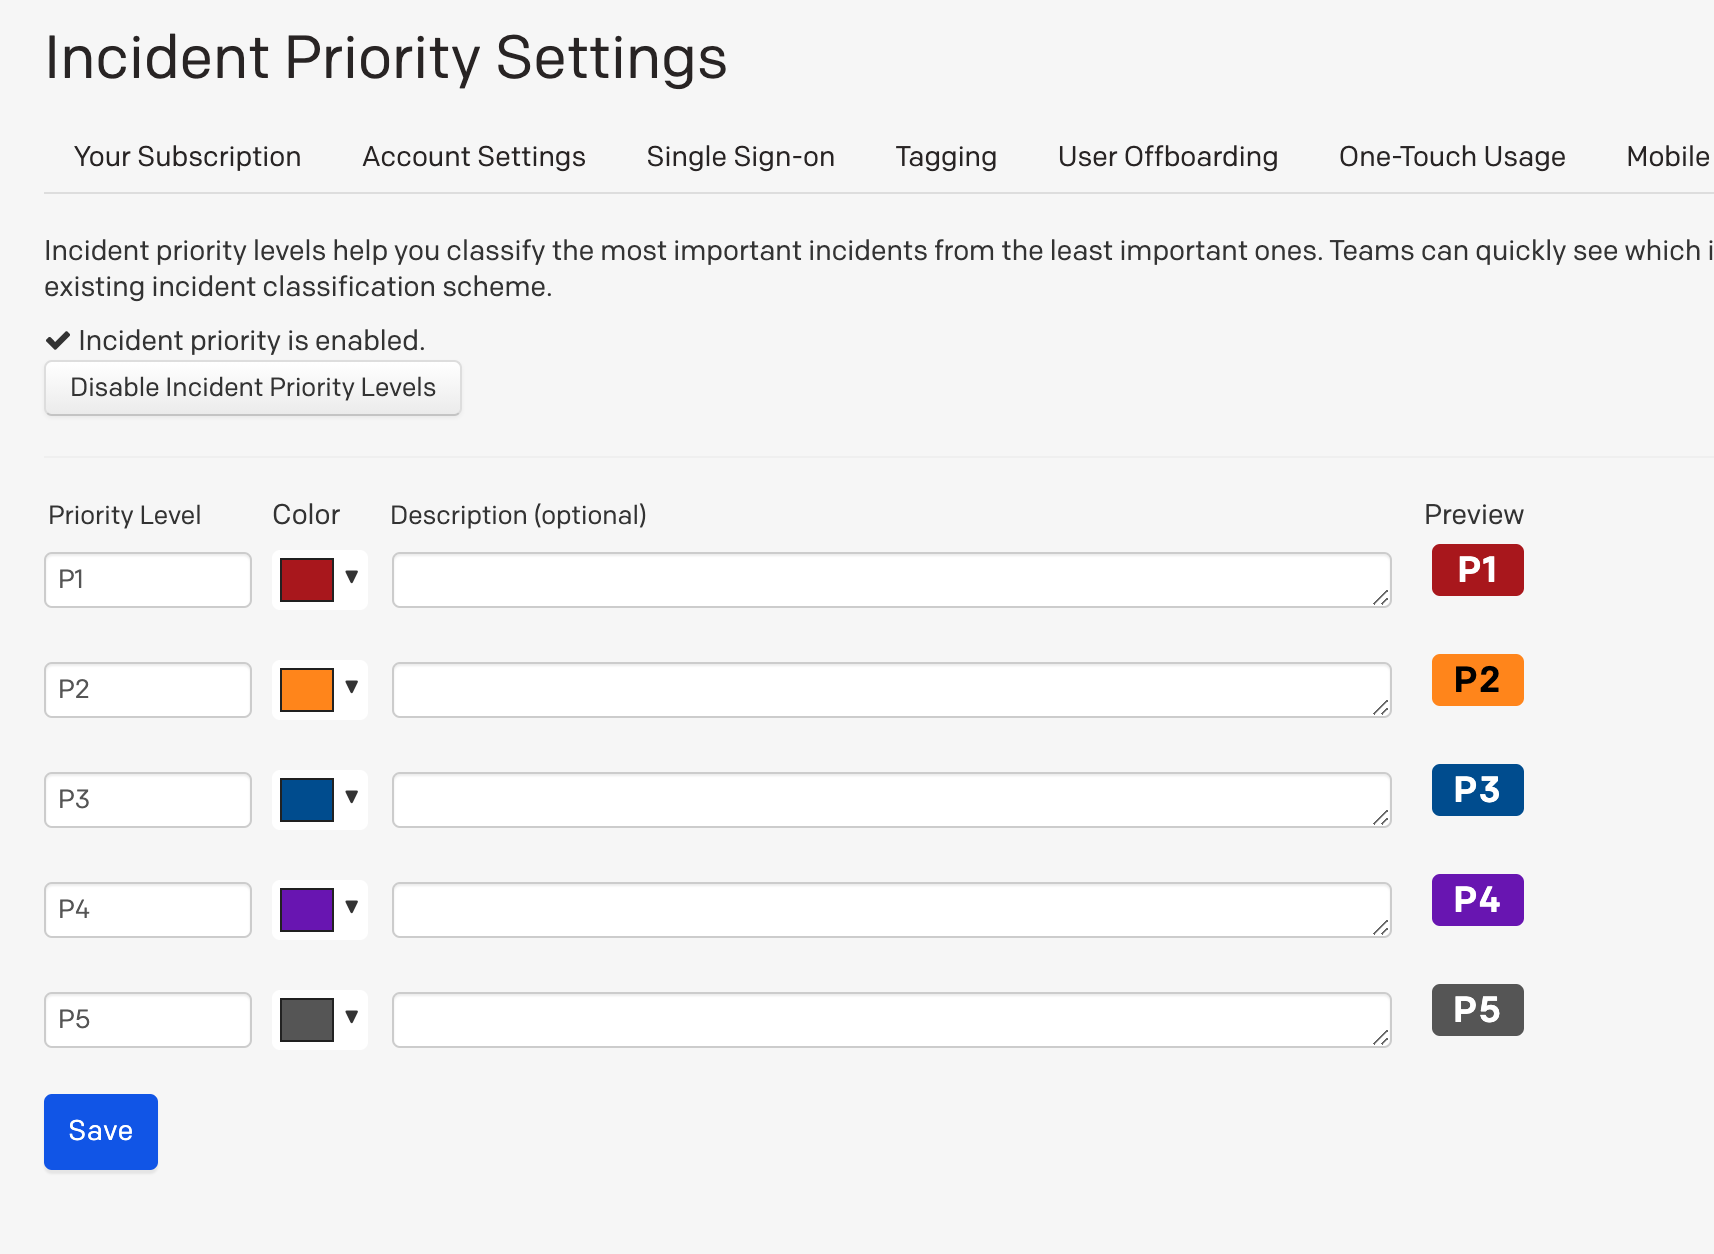 Incident Priority Settings
Your Subscription Account Settings Single Sign-on Tagging User Offboarding One-Touch Usage Mobile
Incident priority levels help you classify the most important incidents from the least important ones. Teams can quickly see which i
existing incident classification scheme.
✔ Incident priority is enabled.
Disable Incident Priority Levels
Priority Level Color Description (optional) Preview
P1 ▼ P1
P2 ▼ P2
P3 ▼ P3
P4 ▼ P4
P5 ▼ P5
Save